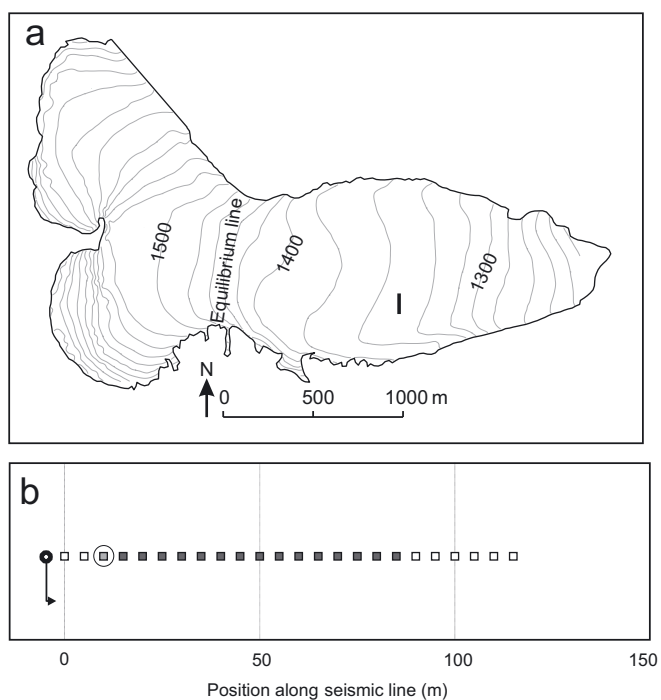 a
1500
Equilibrium line
1400
1300
N
0 500 1000 m
b
0 50 100 150
Position along seismic line (m)